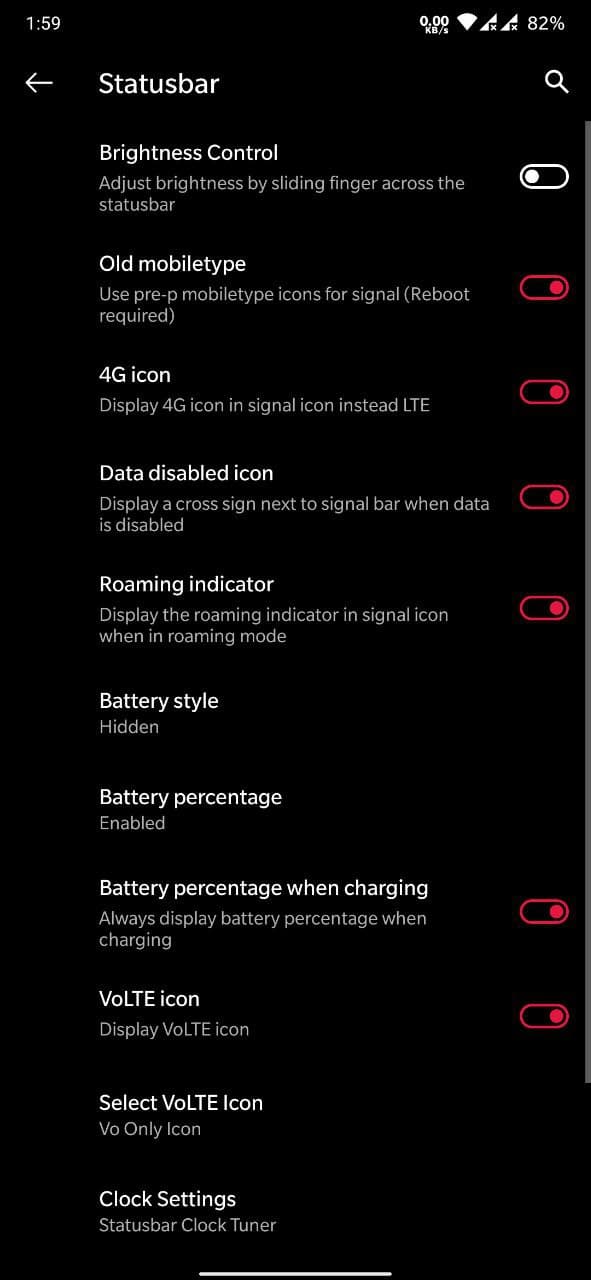 1:59
0.00
KB/s
82%
Statusbar
Brightness Control
Adjust brightness by sliding finger across the
statusbar
Old mobiletype
Use pre-p mobiletype icons for signal (Reboot
required)
4G icon
Display 4G icon in signal icon instead LTE
Data disabled icon
Display a cross sign next to signal bar when data
is disabled
Roaming indicator
Display the roaming indicator in signal icon
when in roaming mode
Battery style
Hidden
Battery percentage
Enabled
Battery percentage when charging
Always display battery percentage when
charging
VoLTE icon
Display VoLTE icon
Select VoLTE Icon
Vo Only Icon
Clock Settings
Statusbar Clock Tuner